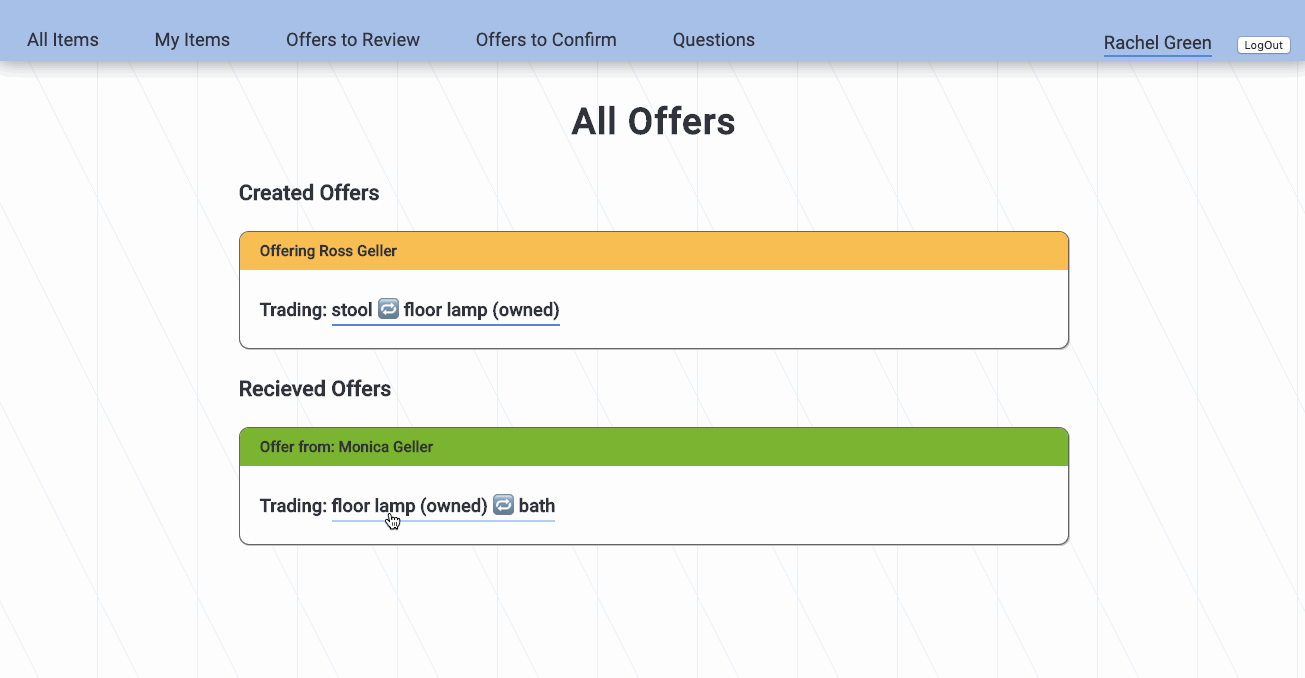 All Items My Items Offers to Review Offers to Confirm Questions Rachel Green LogOut
All Offers
Created Offers
Offering Ross Geller
Trading: stool 🔁 floor lamp (owned)
Recieved Offers
Offer from: Monica Geller
Trading: floor lamp (owned) 🔁 bath